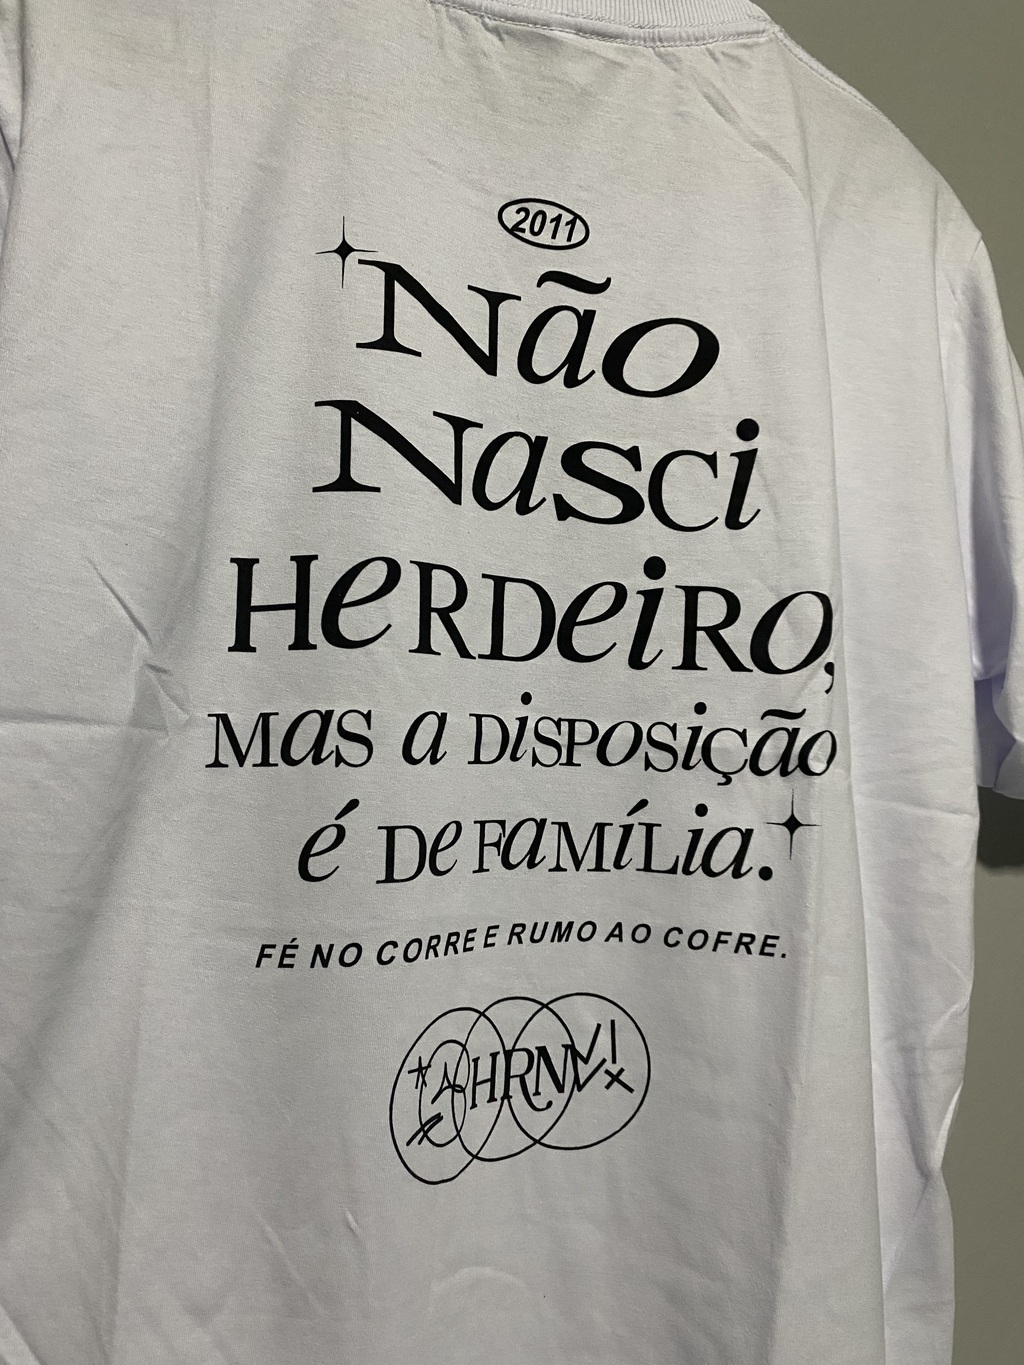 2011
Não
Nasci
HeRDeiRo,
Mas a DiSPoSição
é De FaMíLia.
FÉ NO CORRE E RUMO AO COFRE.
HRN